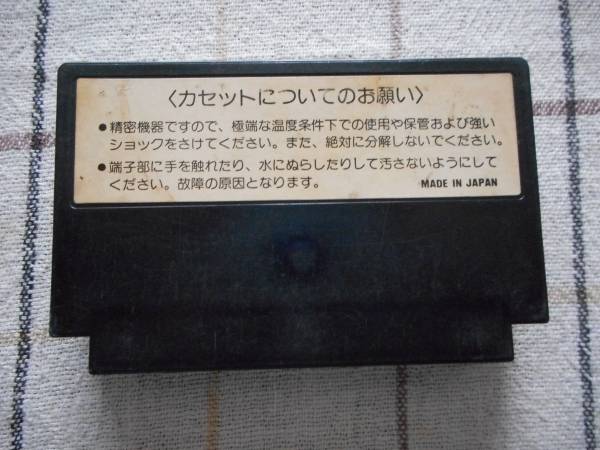 〈カセットについてのお願い〉
●精密機器ですので、極端な温度条件下での使用や保管および強い
ショックをさけてください。また、絶対に分解しないでください。
●端子部に手を触れたり、水にぬらしたりして汚さないようにして
ください。故障の原因となります。 MADE IN JAPAN